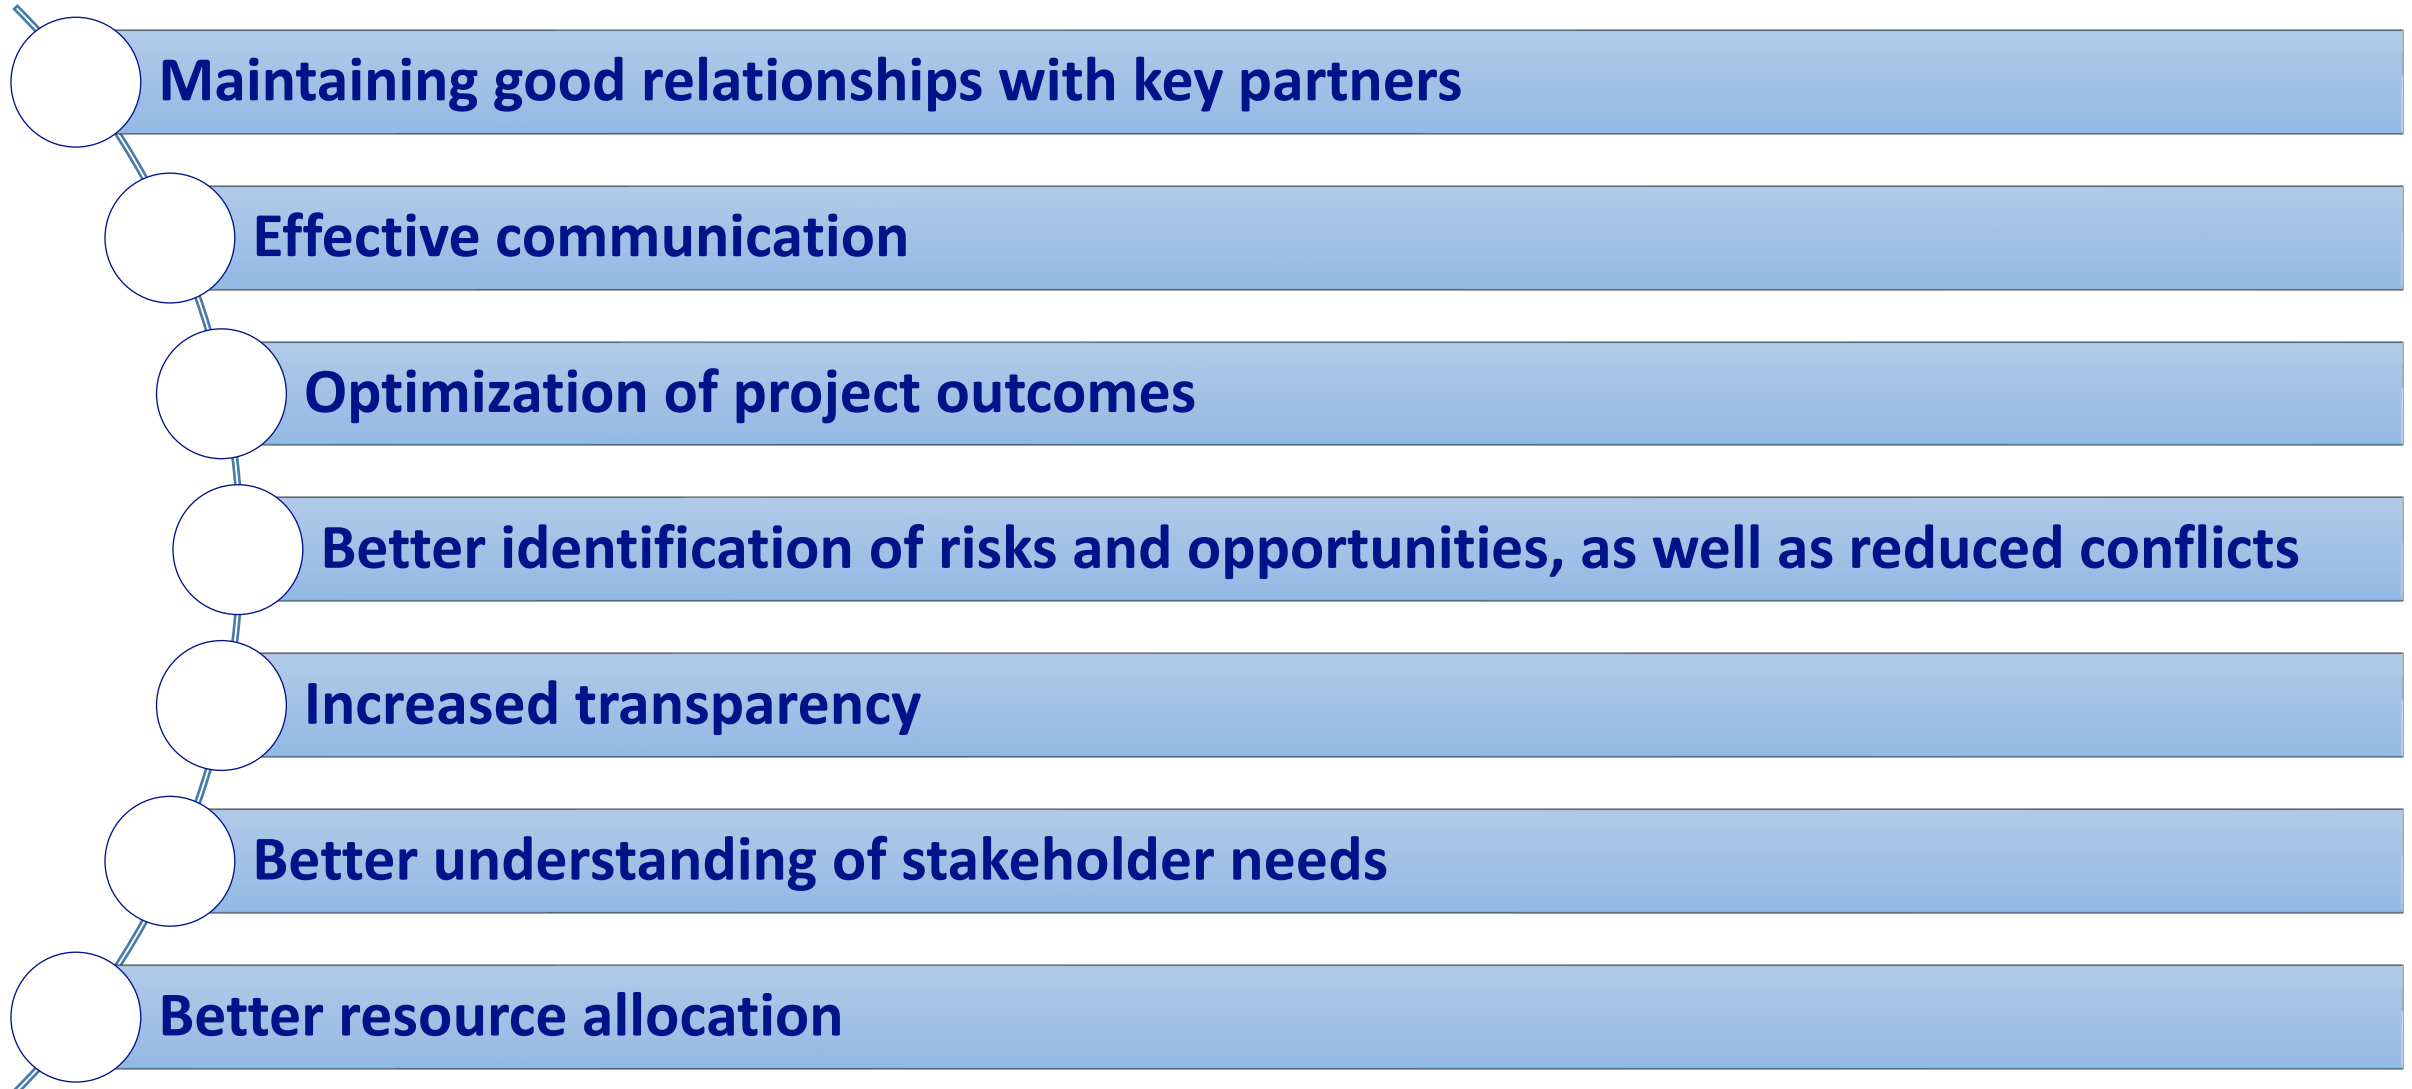 Maintaining good relationships with key partners
Effective communication
Optimization of project outcomes
Better identification of risks and opportunities, as well as reduced conflicts
Increased transparency
Better understanding of stakeholder needs
Better resource allocation